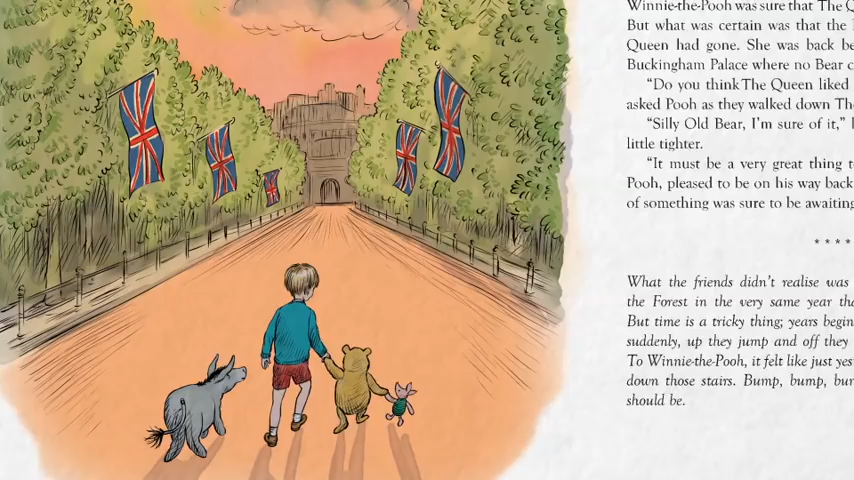 Winnie-the-Pooh was sure that The Q
But what was certain was that the
Queen had gone. She was back be
Buckingham Palace where no Bear c
"Do you think The Queen liked
asked Pooh as they walked down Th
"Silly Old Bear, I'm sure of it,"
little tighter.
"It must be a very great thing t
Pooh, pleased to be on his way back
of something was sure to be awaiting
* * * *
What the friends didn't realise was
the Forest in the very same year tha
But time is a tricky thing; years begin
suddenly, up they jump and off they
To Winnie-the-Pooh, it felt like just yes
down those stairs. Bump, bump, bum
should be.